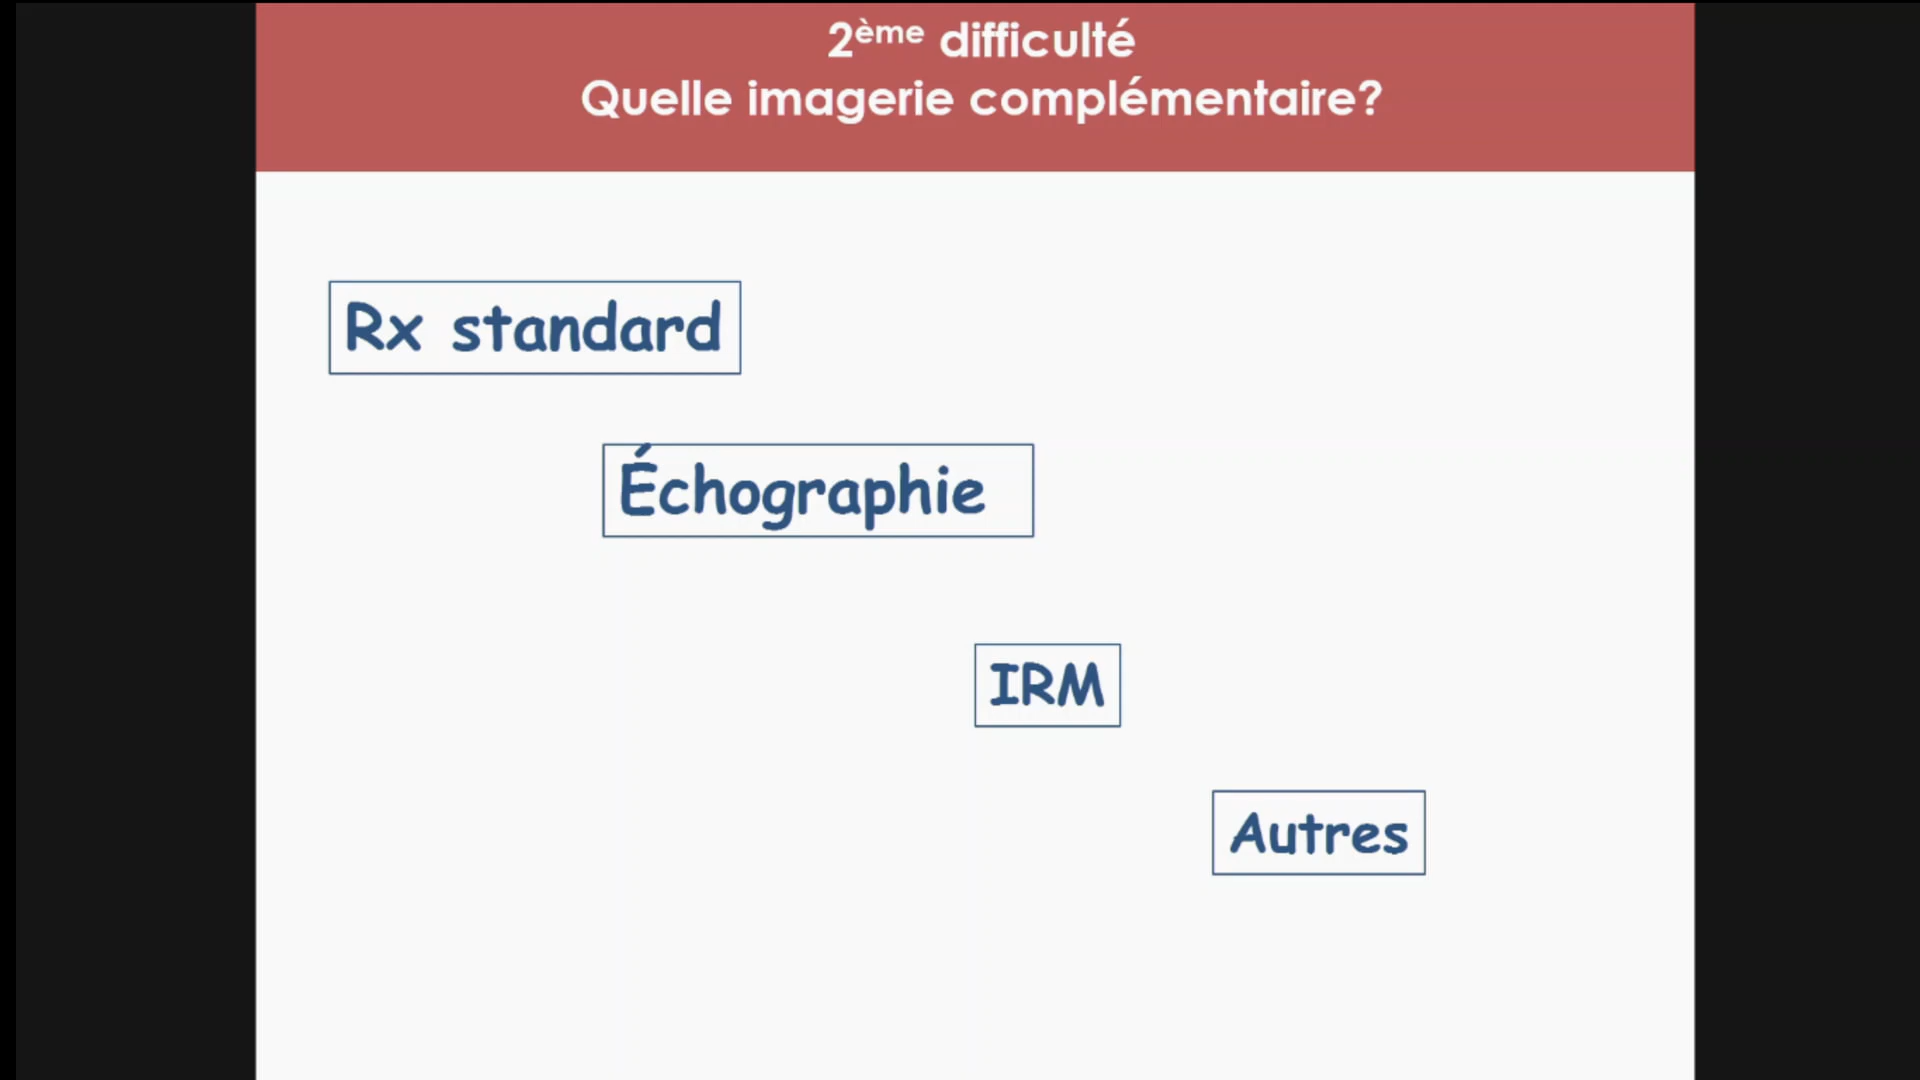 2ème difficulté
Quelle imagerie complémentaire?
Rx standard
Échographie
IRM
Autres